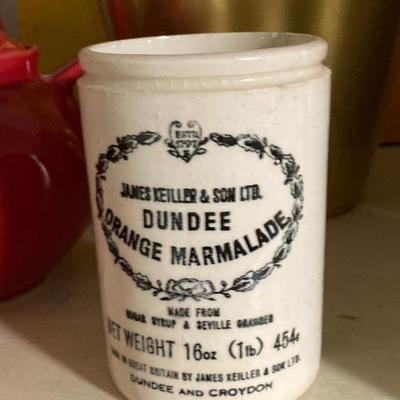 ESTD
1797
JAMES KEILLER & SON LTD.
DUNDEE
ORANGE MARMALADE
MADE FROM
SUGAR SYRUP & SEVILLE ORANGES
NET WEIGHT 16oz (1lb) 454g
MADE IN GREAT BRITAIN BY JAMES KEILLER & SON LTD.
DUNDEE AND CROYDON